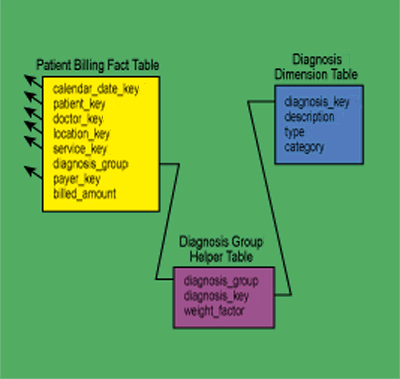 Patient Billing Fact Table
calendar_date_key
patient_key
doctor_key
location_key
service_key
diagnosis_group
payer_key
billed_amount
Diagnosis
Dimension Table
diagnosis_key
description
type
category
Diagnosis Group
Helper Table
diagnosis_group
diagnosis_key
weight_factor